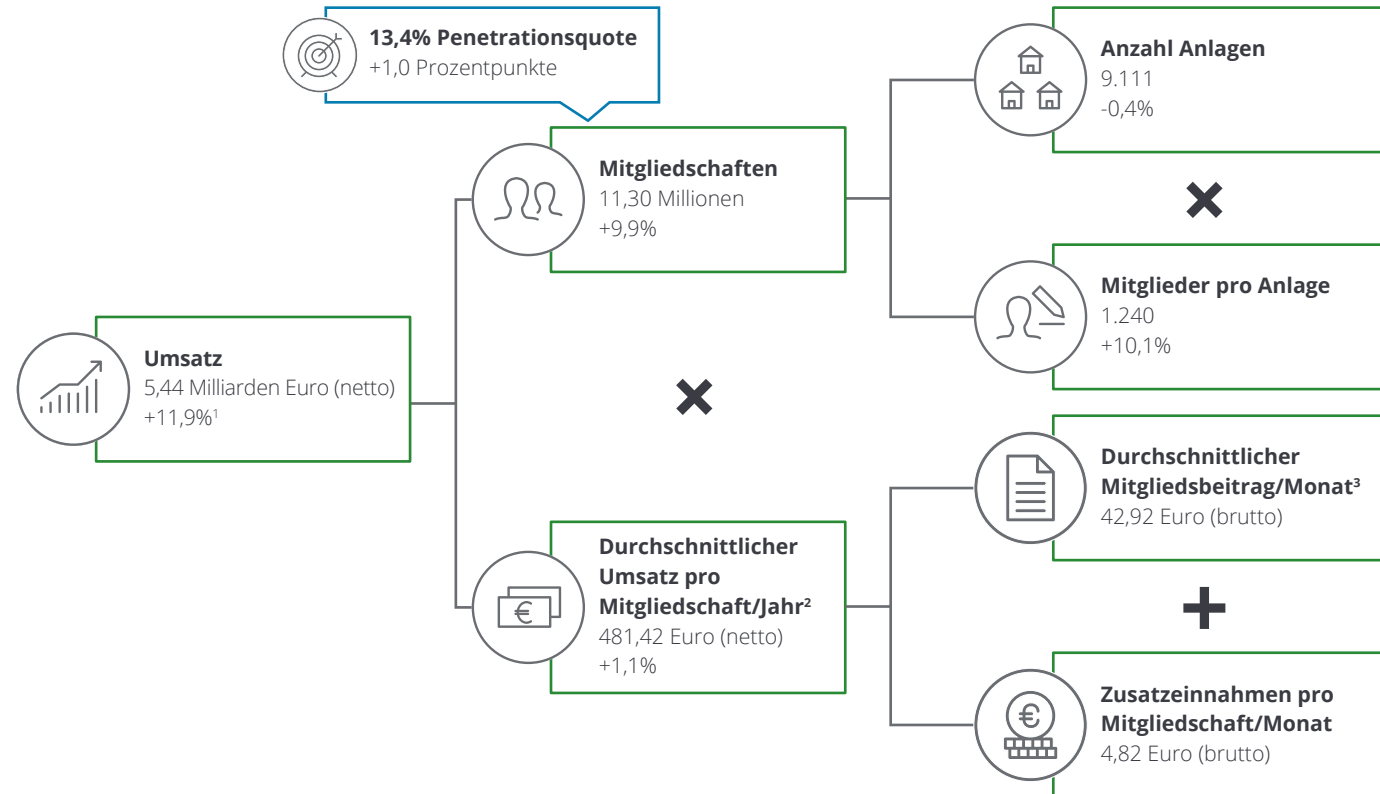 13,4% Penetrationsquote
+1,0 Prozentpunkte
Mitgliedschaften
11,30 Millionen
+9,9%
Anzahl Anlagen
9.111
-0,4%
Mitglieder pro Anlage
1.240
+10,1%
Umsatz
5,44 Milliarden Euro (netto)
+11,9%¹
Durchschnittlicher
Umsatz pro
Mitgliedschaft/Jahr²
481,42 Euro (netto)
+1,1%
Durchschnittlicher
Mitgliedsbeitrag/Monat³
42,92 Euro (brutto)
Zusatzeinnahmen pro
Mitgliedschaft/Monat
4,82 Euro (brutto)